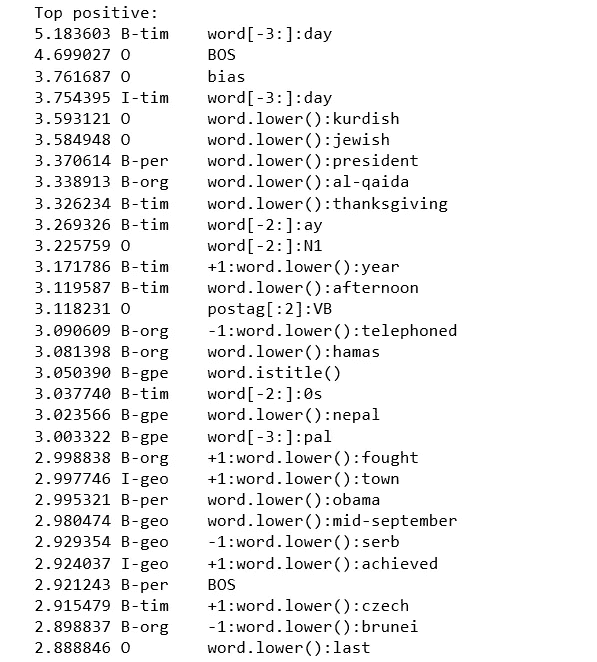 Top positive:
5.183603 B-tim    word[-3:]:day
4.699027 O        BOS
3.761687 O        bias
3.754395 I-tim    word[-3:]:day
3.593121 O        word.lower():kurdish
3.584948 O        word.lower():jewish
3.370614 B-per    word.lower():president
3.338913 B-org    word.lower():al-qaida
3.326234 B-tim    word.lower():thanksgiving
3.269326 B-tim    word[-2:]:ay
3.225759 O        word[-2:]:N1
3.171786 B-tim    +1:word.lower():year
3.119587 B-tim    word.lower():afternoon
3.118231 O        postag[:2]:VB
3.090609 B-org    -1:word.lower():telephoned
3.081398 B-org    word.lower():hamas
3.050390 B-gpe    word.istitle()
3.037740 B-tim    word[-2:]:0s
3.023566 B-gpe    word.lower():nepal
3.003322 B-gpe    word[-3:]:pal
2.998838 B-org    +1:word.lower():fought
2.997746 I-geo    +1:word.lower():town
2.995321 B-per    word.lower():obama
2.980474 B-geo    word.lower():mid-september
2.929354 B-geo    -1:word.lower():serb
2.924037 I-geo    +1:word.lower():achieved
2.921243 B-per    BOS
2.915479 B-tim    +1:word.lower():czech
2.898837 B-org    -1:word.lower():brunei
2.888846 O        word.lower():last